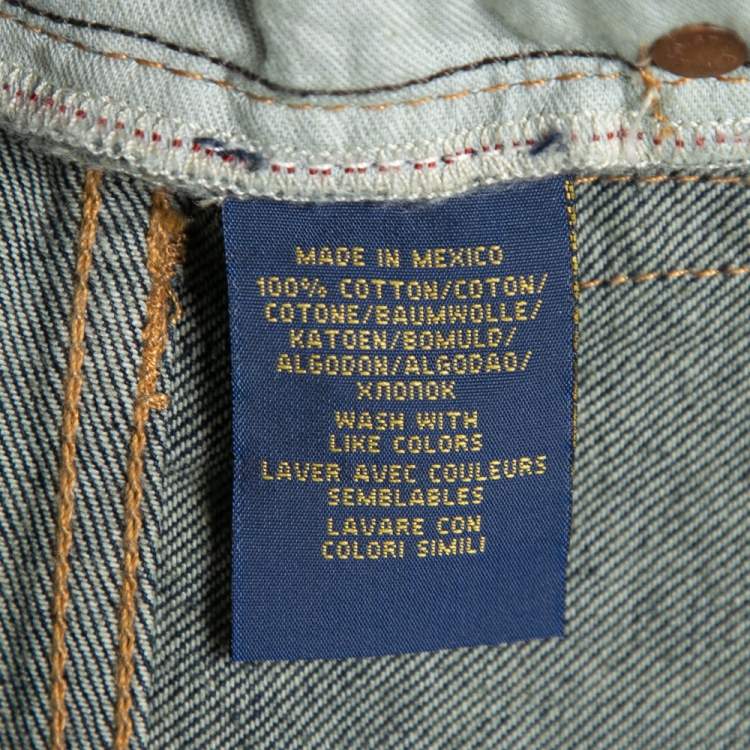 MADE IN MEXICO
100% COTTON/COTON/
COTONE/BAUMWOLLE/
KATOEN/BOMULD/
ALGODON/ALGODAO/
ХЛОПОК
WASH WITH
LIKE COLORS
LAVER AVEC COULEURS
SEMBLABLES
LAVARE CON
COLORI SIMILI